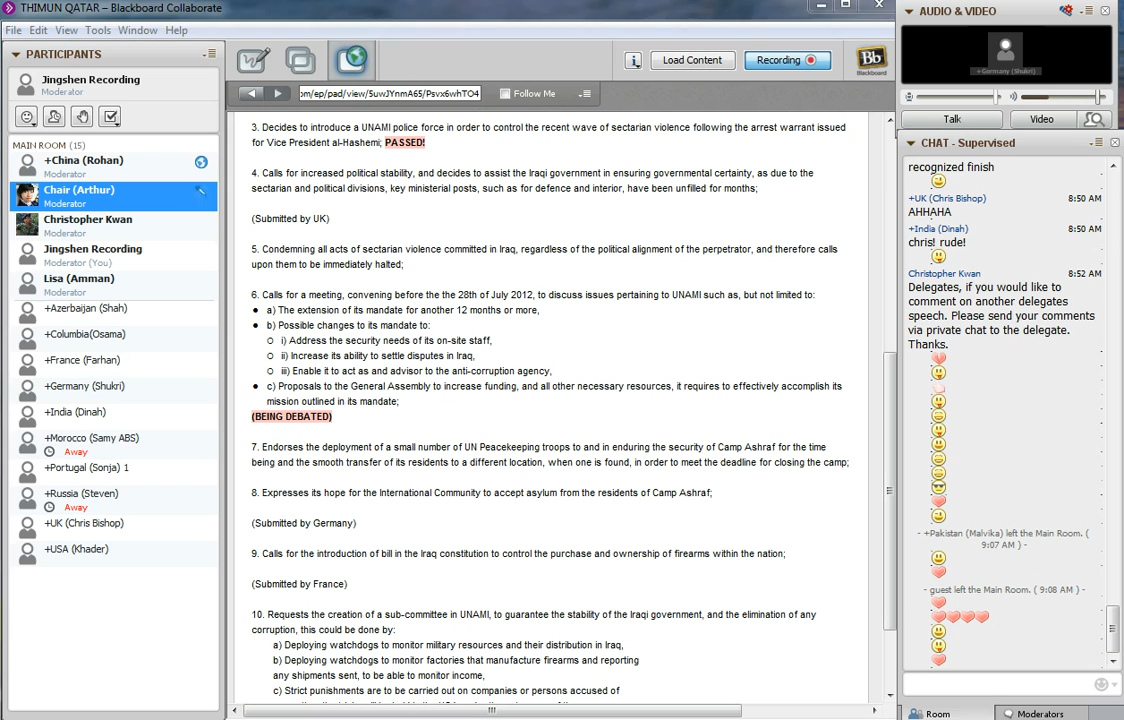 THIMUN QATAR – Blackboard Collaborate
File Edit View Tools Window Help
PARTICIPANTS
Jingshen Recording
Moderator
MAIN ROOM (15)
+China (Rohan)
Moderator
Chair (Arthur)
Moderator
Christopher Kwan
Moderator
Jingshen Recording
Moderator (You)
Lisa (Amman)
Moderator
+Azerbaijan (Shah)
+Columbia(Osama)
+France (Farhan)
+Germany (Shukri)
+India (Dinah)
+Morocco (Samy ABS)
Away
+Portugal (Sonja) 1
+Russia (Steven)
Away
+UK (Chris Bishop)
+USA (Khader)
Load Content
Recording
Bb
Blackboard
om/ep/pad/view/5uwJYnmA65/Psvx6whTO4
Follow Me
3. Decides to introduce a UNAMI police force in order to control the recent wave of sectarian violence following the arrest warrant issued
for Vice President al-Hashemi; PASSED!
4. Calls for increased political stability, and decides to assist the Iraqi government in ensuring governmental certainty, as due to the
sectarian and political divisions, key ministerial posts, such as for defence and interior, have been unfilled for months;
(Submitted by UK)
5. Condemning all acts of sectarian violence committed in Iraq, regardless of the political alignment of the perpetrator, and therefore calls
upon them to be immediately halted;
6. Calls for a meeting, convening before the the 28th of July 2012, to discuss issues pertaining to UNAMI such as, but not limited to:
a) The extension of its mandate for another 12 months or more,
b) Possible changes to its mandate to:
i) Address the security needs of its on-site staff,
ii) Increase its ability to settle disputes in Iraq,
iii) Enable it to act as and advisor to the anti-corruption agency,
c) Proposals to the General Assembly to increase funding, and all other necessary resources, it requires to effectively accomplish its
mission outlined in its mandate;
(BEING DEBATED)
7. Endorses the deployment of a small number of UN Peacekeeping troops to and in enduring the security of Camp Ashraf for the time
being and the smooth transfer of its residents to a different location, when one is found, in order to meet the deadline for closing the camp;
8. Expresses its hope for the International Community to accept asylum from the residents of Camp Ashraf;
(Submitted by Germany)
9. Calls for the introduction of bill in the Iraq constitution to control the purchase and ownership of firearms within the nation;
(Submitted by France)
10. Requests the creation of a sub-committee in UNAMI, to guarantee the stability of the Iraqi government, and the elimination of any
corruption, this could be done by:
a) Deploying watchdogs to monitor military resources and their distribution in Iraq,
b) Deploying watchdogs to monitor factories that manufacture firearms and reporting
any shipments sent, to be able to monitor income,
c) Strict punishments are to be carried out on companies or persons accused of
AUDIO & VIDEO
+Germany (Shukri)
Talk
Video
CHAT - Supervised
recognized finish
+UK (Chris Bishop) 8:50 AM
AHHAHA
+India (Dinah) 8:50 AM
chris! rude!
Christopher Kwan 8:52 AM
Delegates, if you would like to
comment on another delegates
speech. Please send your comments
via private chat to the delegate.
Thanks.
- +Pakistan (Malvika) left the Main Room. (
9:07 AM ) -
- guest left the Main Room. ( 9:08 AM ) -
Room
Moderators